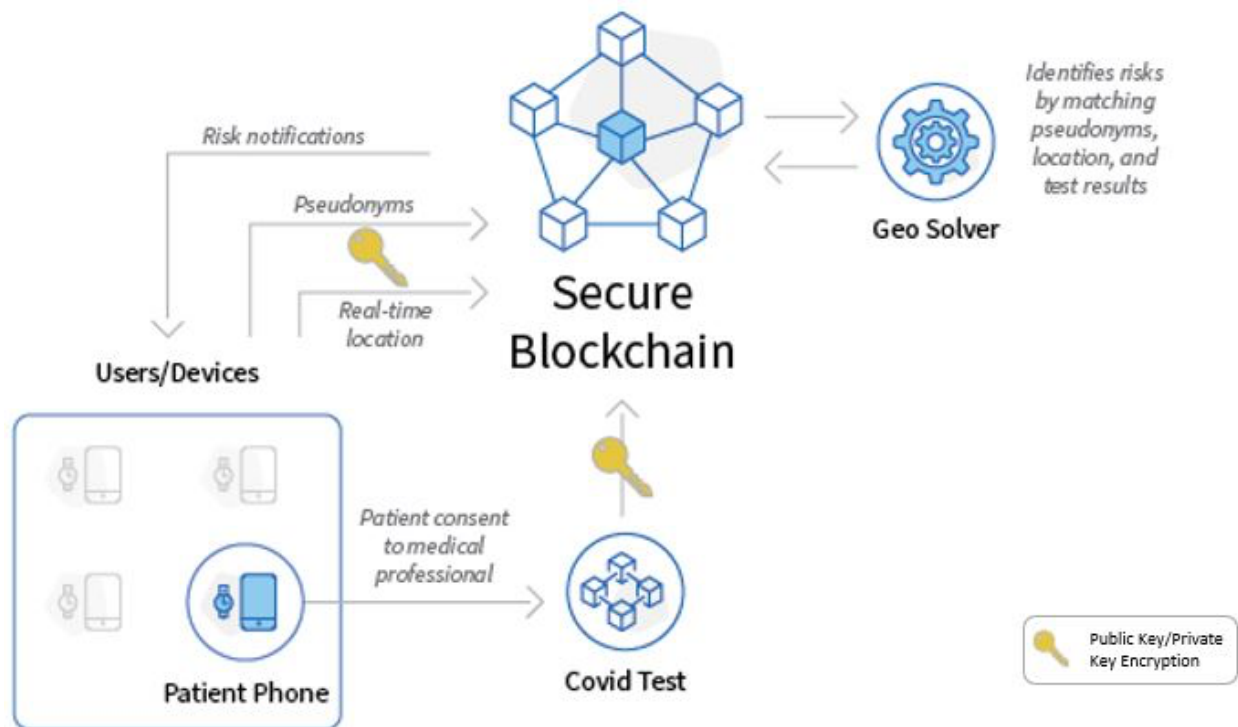 Risk notifications
Pseudonyms
Real-time
location
Users/Devices
Secure
Blockchain
Identifies risks
by matching
pseudonyms,
location, and
test results
Geo Solver
Patient consent
to medical
professional
Patient Phone
Covid Test
Public Key/Private
Key Encryption